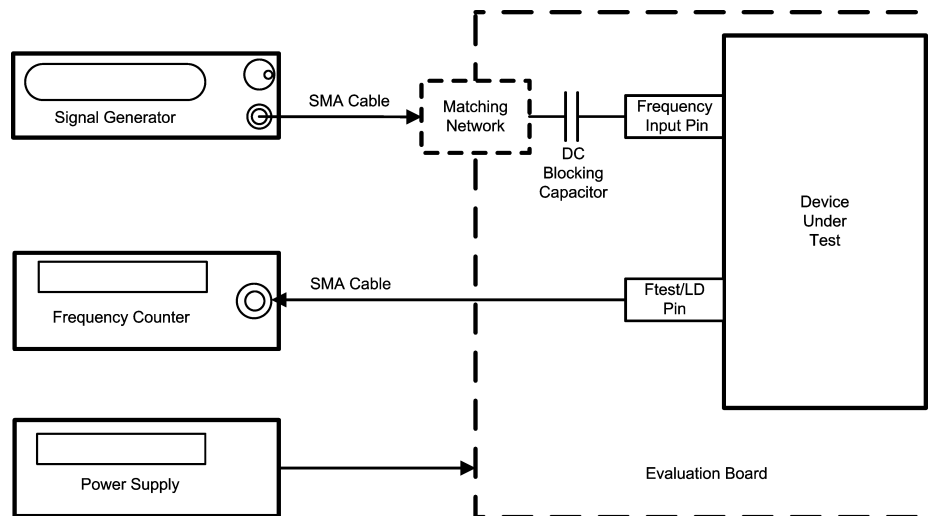 Signal Generator
SMA Cable
Matching
Network
DC
Blocking
Capacitor
Frequency
Input Pin
Device
Under
Test
Frequency Counter
SMA Cable
Ftest/LD
Pin
Power Supply
Evaluation Board